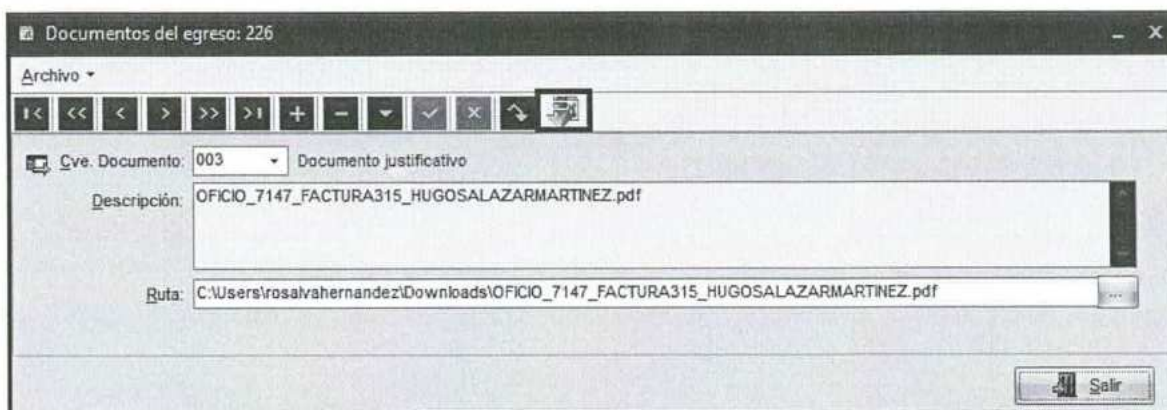 Documentos del egreso: 226
Archivo
Cve. Documento: 003 Documento justificativo
Descripción: OFICIO_7147_FACTURA315_HUGOSALAZARMARTINEZ.pdf
Ruta: C:\Users\rosalvahernandez\Downloads\OFICIO_7147_FACTURA315_HUGOSALAZARMARTINEZ.pdf ...
Salir